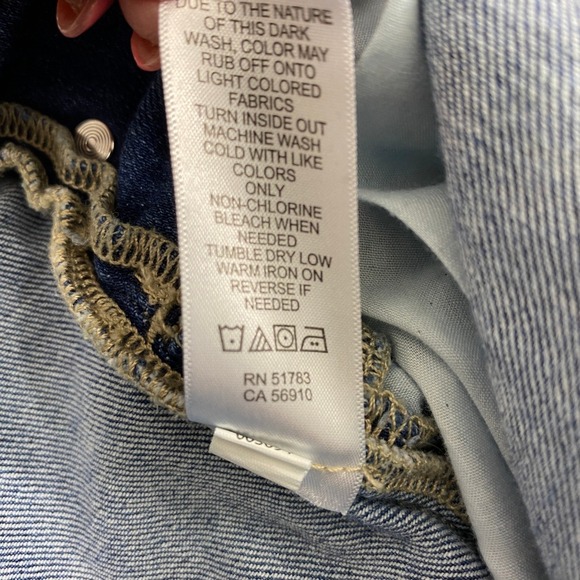 DUE TO THE NATURE
OF THIS DARK
WASH, COLOR MAY
RUB OFF ONTO
LIGHT COLORED
FABRICS
TURN INSIDE OUT
MACHINE WASH
COLD WITH LIKE
COLORS
ONLY
NON-CHLORINE
BLEACH WHEN
NEEDED
TUMBLE DRY LOW
WARM IRON ON
REVERSE IF
NEEDED
RN 51783
CA 56910